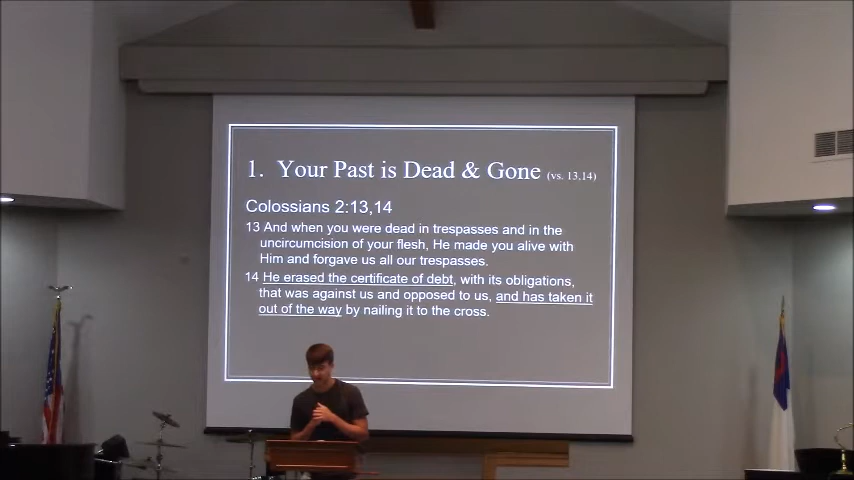 1. Your Past is Dead & Gone (vs. 13,14)
Colossians 2:13,14
13 And when you were dead in trespasses and in the
uncircumcision of your flesh, He made you alive with
Him and forgave us all our trespasses.
14 He erased the certificate of debt, with its obligations,
that was against us and opposed to us, and has taken it
out of the way by nailing it to the cross.